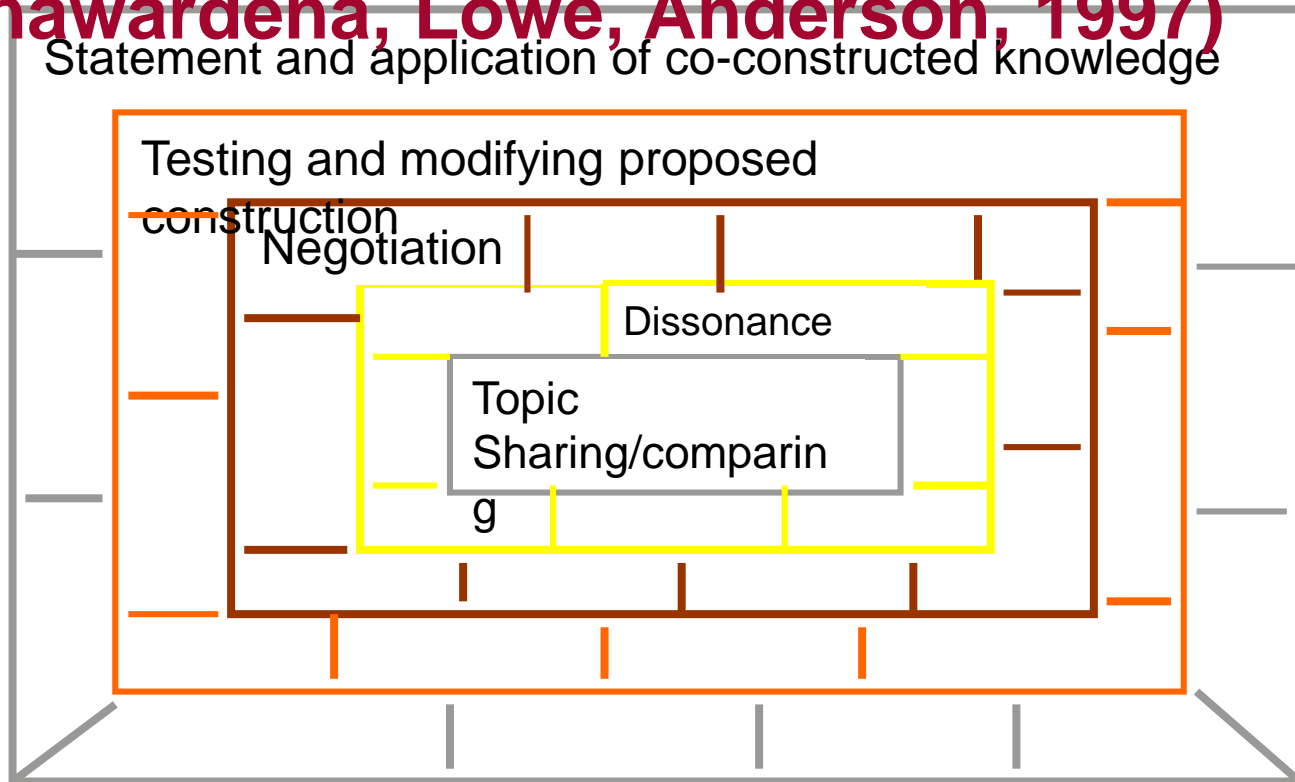 nawardena, Lowe, Anderson, 1997)
Statement and application of co-constructed knowledge
Testing and modifying proposed
construction
Negotiation
Dissonance
Topic
Sharing/comparin
g